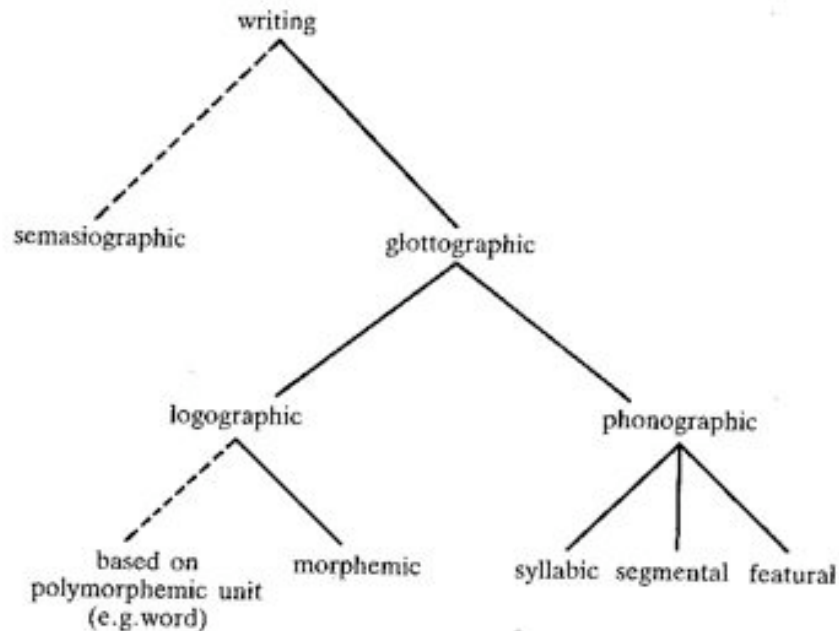 writing
semasiographic
glottographic
logographic
phonographic
based on
polymorphemic unit
(e.g.word)
morphemic
syllabic segmental featural